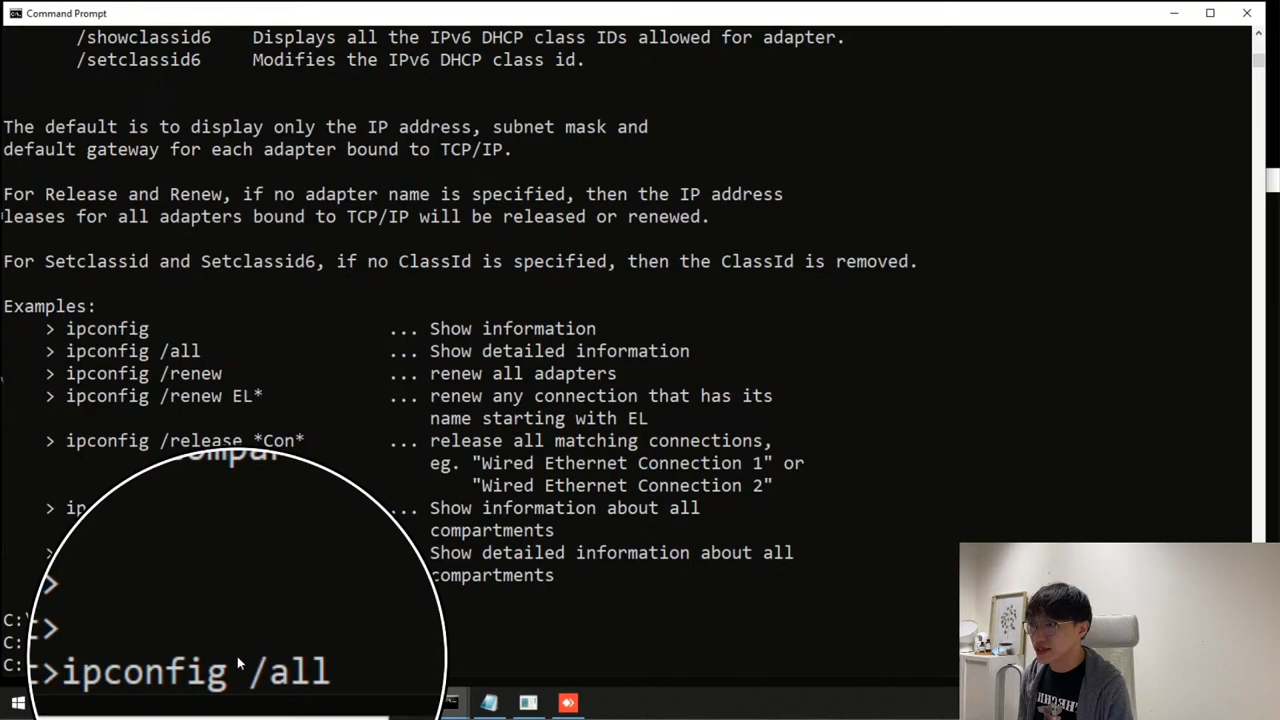 Command Prompt
/showclassid6 Displays all the IPv6 DHCP class IDs allowed for adapter.
/setclassid6 Modifies the IPv6 DHCP class id.
The default is to display only the IP address, subnet mask and
default gateway for each adapter bound to TCP/IP.
For Release and Renew, if no adapter name is specified, then the IP address
leases for all adapters bound to TCP/IP will be released or renewed.
For Setclassid and Setclassid6, if no ClassId is specified, then the ClassId is removed.
Examples:
> ipconfig ... Show information
> ipconfig /all ... Show detailed information
> ipconfig /renew ... renew all adapters
> ipconfig /renew EL* ... renew any connection that has its
name starting with EL
> ipconfig /release *Con* ... release all matching connections,
eg. "Wired Ethernet Connection 1" or
"Wired Ethernet Connection 2"
> ip ... Show information about all
compartments
Show detailed information about all
compartments
>
C:\
C: >
C: >ipconfig /all